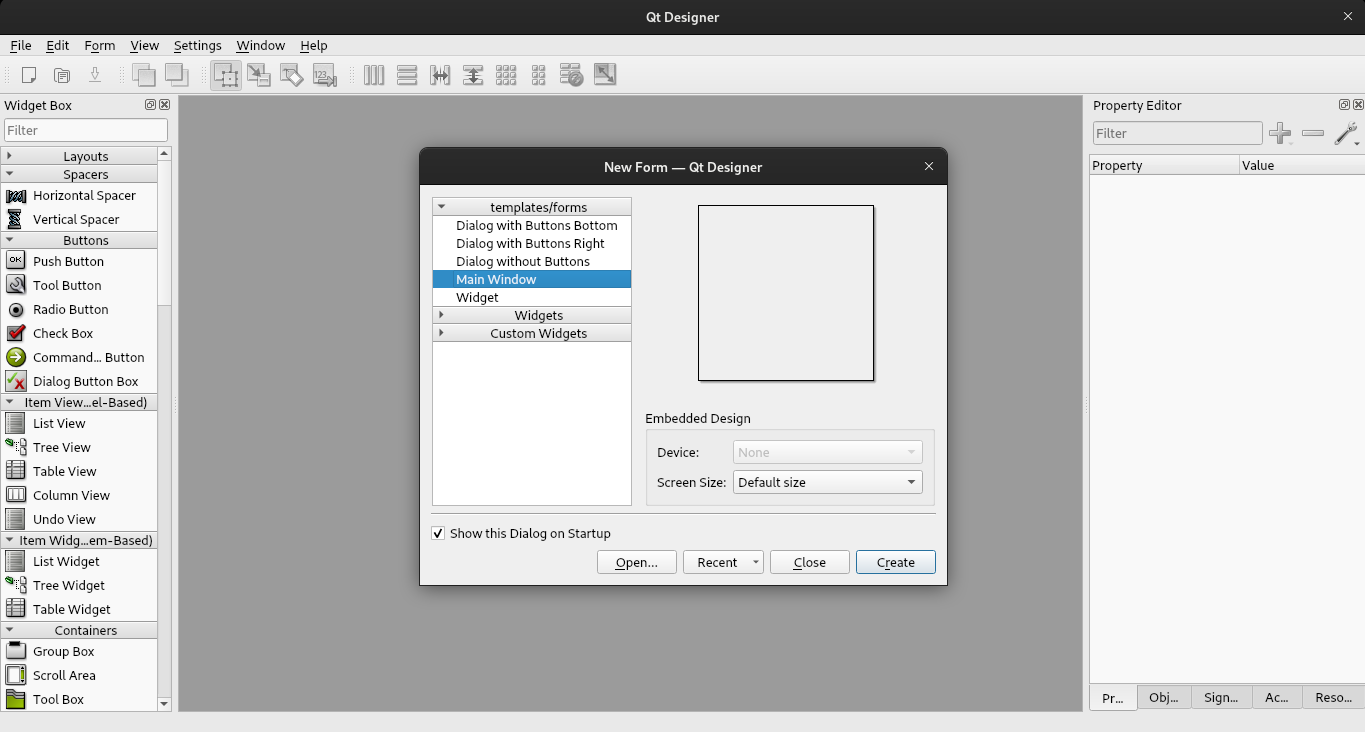 Qt Designer
File Edit Form View Settings Window Help
123
Widget Box
Filter
Layouts
Spacers
Horizontal Spacer
Vertical Spacer
Buttons
OK Push Button
Tool Button
Radio Button
Check Box
Command... Button
Dialog Button Box
Item View...el-Based)
List View
Tree View
Table View
Column View
Undo View
Item Widg...em-Based)
List Widget
Tree Widget
Table Widget
Containers
Group Box
Scroll Area
Tool Box
New Form — Qt Designer
templates/forms
Dialog with Buttons Bottom
Dialog with Buttons Right
Dialog without Buttons
Main Window
Widget
Widgets
Custom Widgets
Embedded Design
Device: None
Screen Size: Default size
Show this Dialog on Startup
Open... Recent Close Create
Property Editor
Filter
Property Value
Pr... Obj... Sign... Ac... Reso...